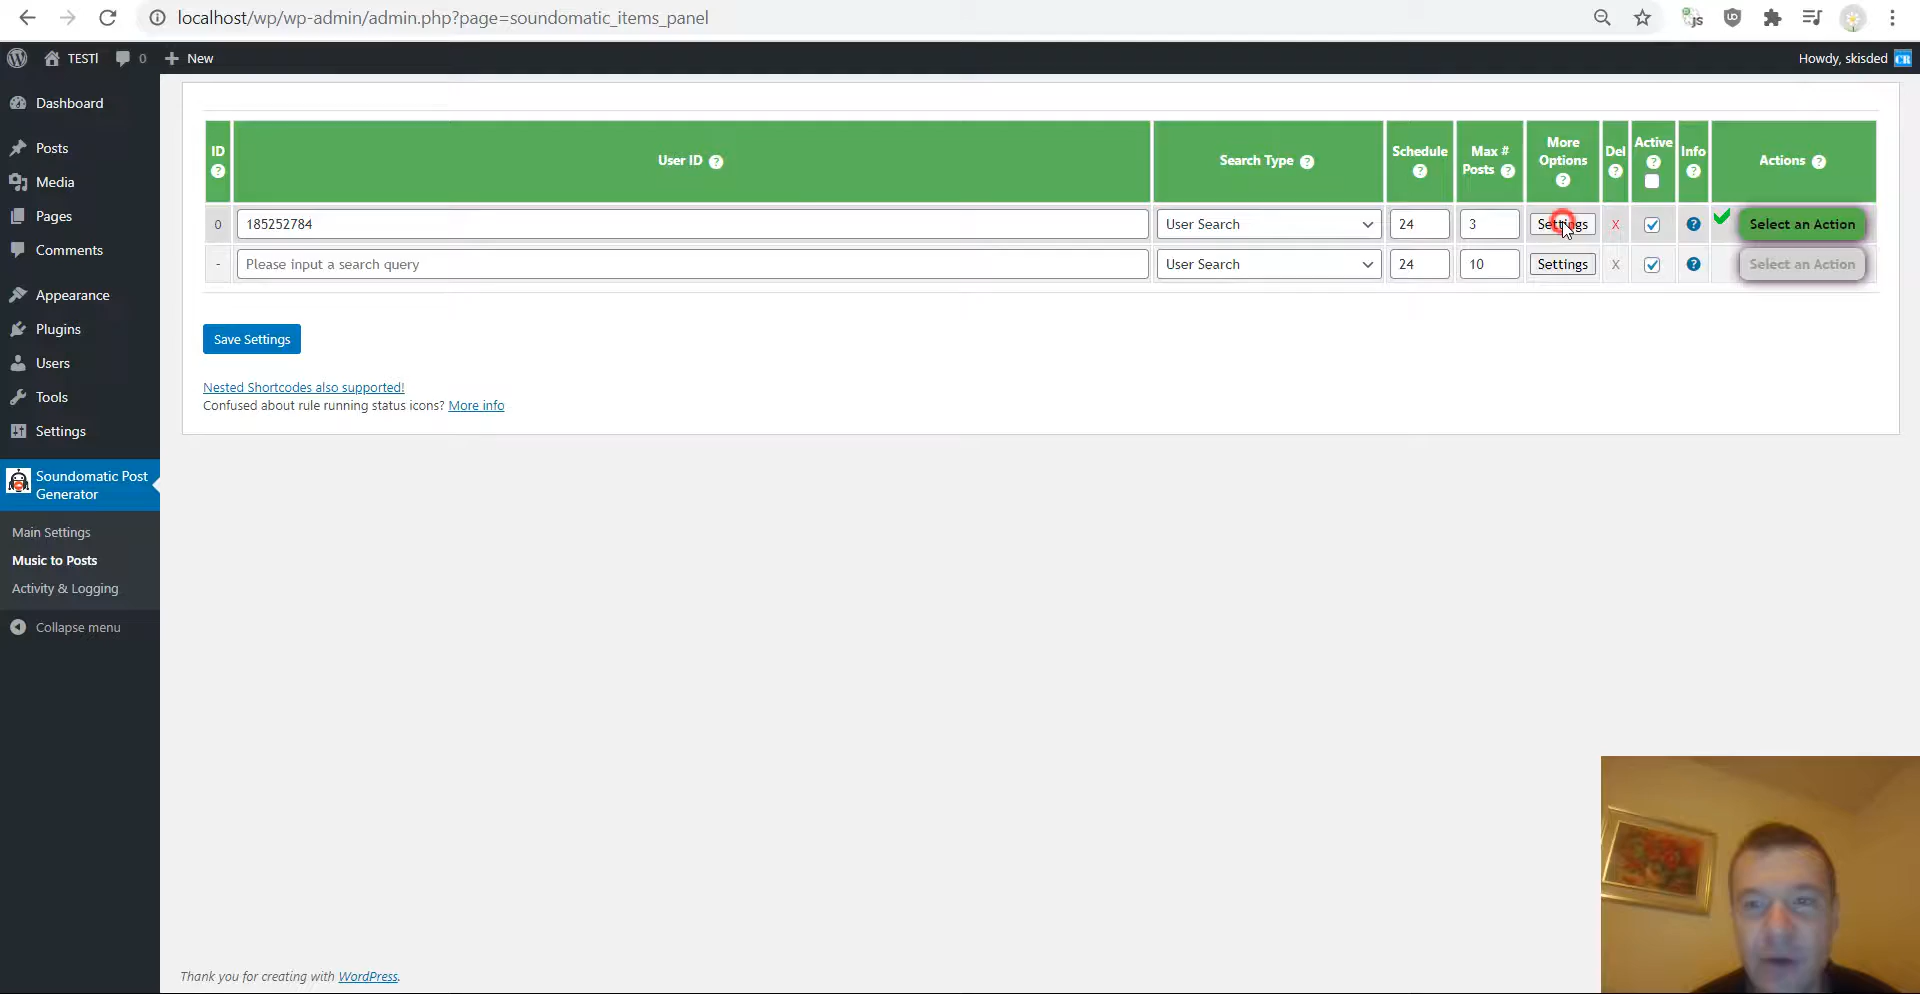 localhost/wp/wp-admin/admin.php?page=soundomatic_items_panel
TESTI 0 New
Howdy, skisded
Dashboard
Posts
Media
Pages
Comments
Appearance
Plugins
Users
Tools
Settings
Soundomatic Post
Generator
Main Settings
Music to Posts
Activity & Logging
Collapse menu
ID User ID Search Type Schedule Max # Posts More Options Del Active Info Actions
0 185252784 User Search 24 3 Settings X Select an Action
- Please input a search query User Search 24 10 Settings X Select an Action
Save Settings
Nested Shortcodes also supported!
Confused about rule running status icons? More info
Thank you for creating with WordPress.